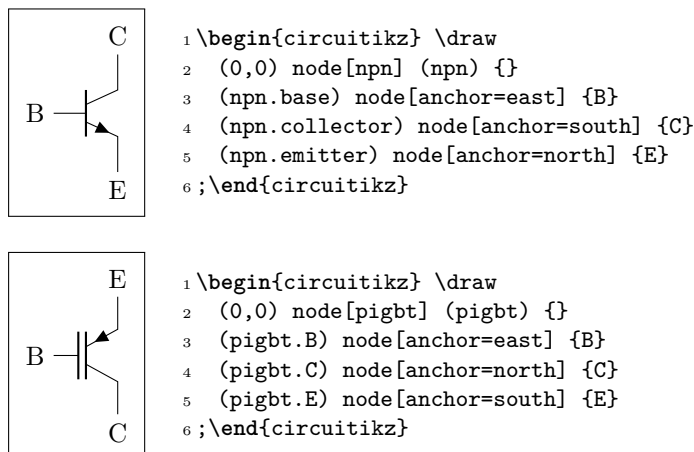 C
B
E
1 \begin{circuitikz} \draw
2 (0,0) node[npn] (npn) {}
3 (npn.base) node[anchor=east] {B}
4 (npn.collector) node[anchor=south] {C}
5 (npn.emitter) node[anchor=north] {E}
6 ;\end{circuitikz}
E
B
C
1 \begin{circuitikz} \draw
2 (0,0) node[pigbt] (pigbt) {}
3 (pigbt.B) node[anchor=east] {B}
4 (pigbt.C) node[anchor=north] {C}
5 (pigbt.E) node[anchor=south] {E}
6 ;\end{circuitikz}